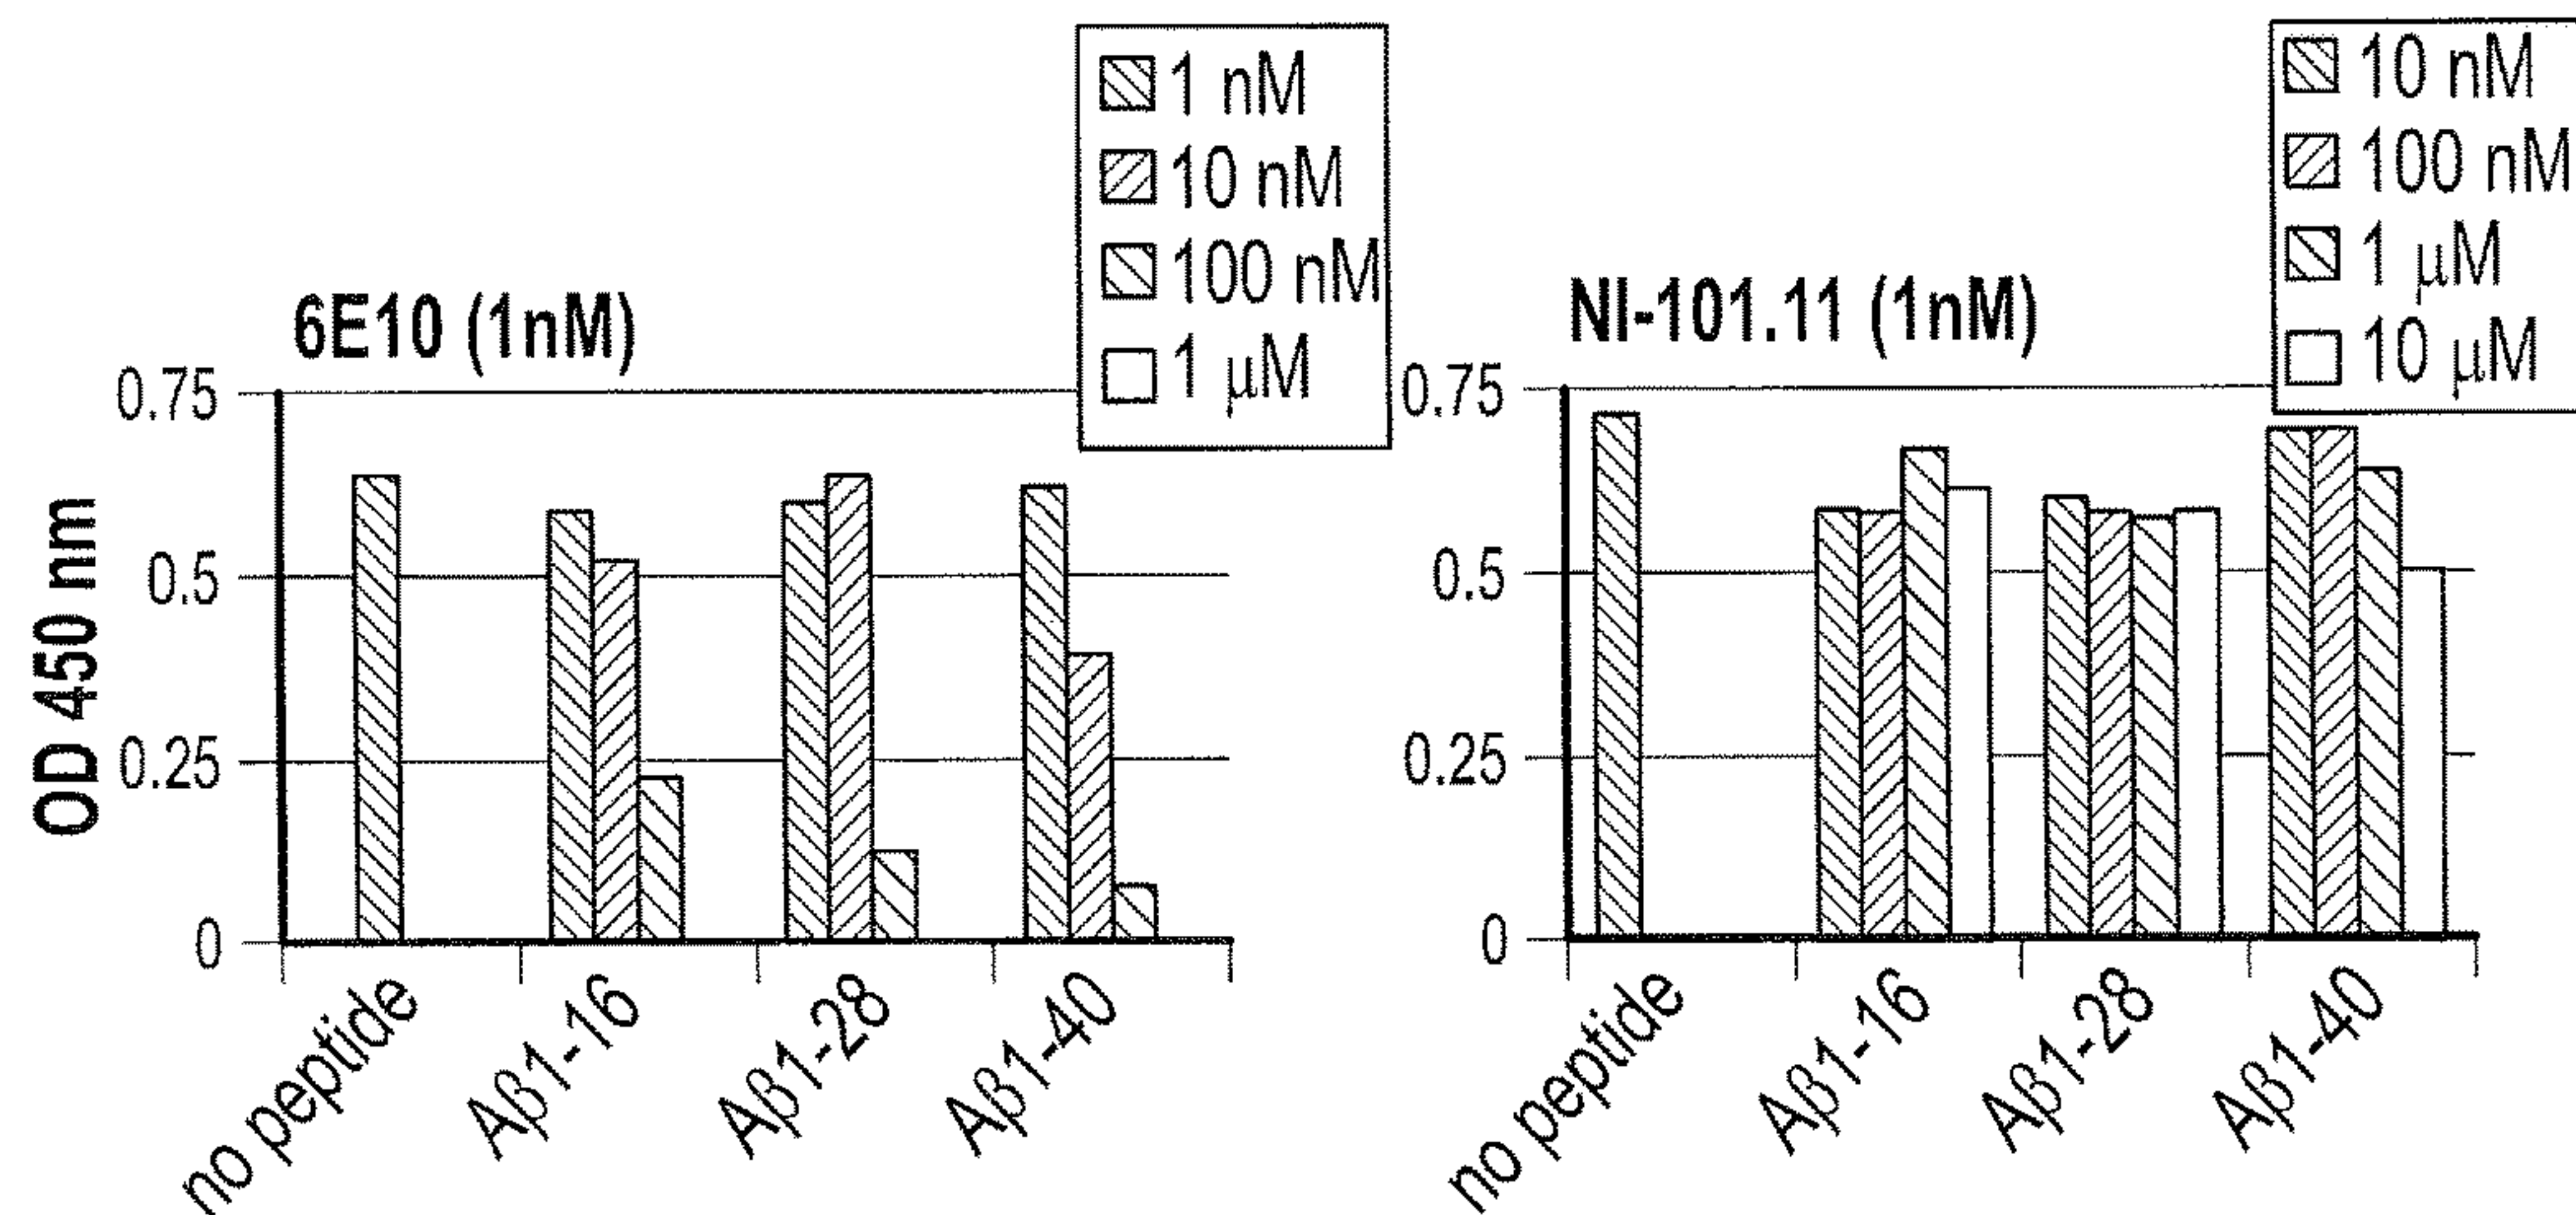 1 nM
10 nM
100 nM
1 μM
6E10 (1nM)
0.75
0.5
0.25
0
OD 450 nm
no peptide
Aβ1-16
Aβ1-28
Aβ1-40
10 nM
100 nM
1 μM
10 μM
NI-101.11 (1nM)
0.75
0.5
0.25
0
no peptide
Aβ1-16
Aβ1-28
Aβ1-40